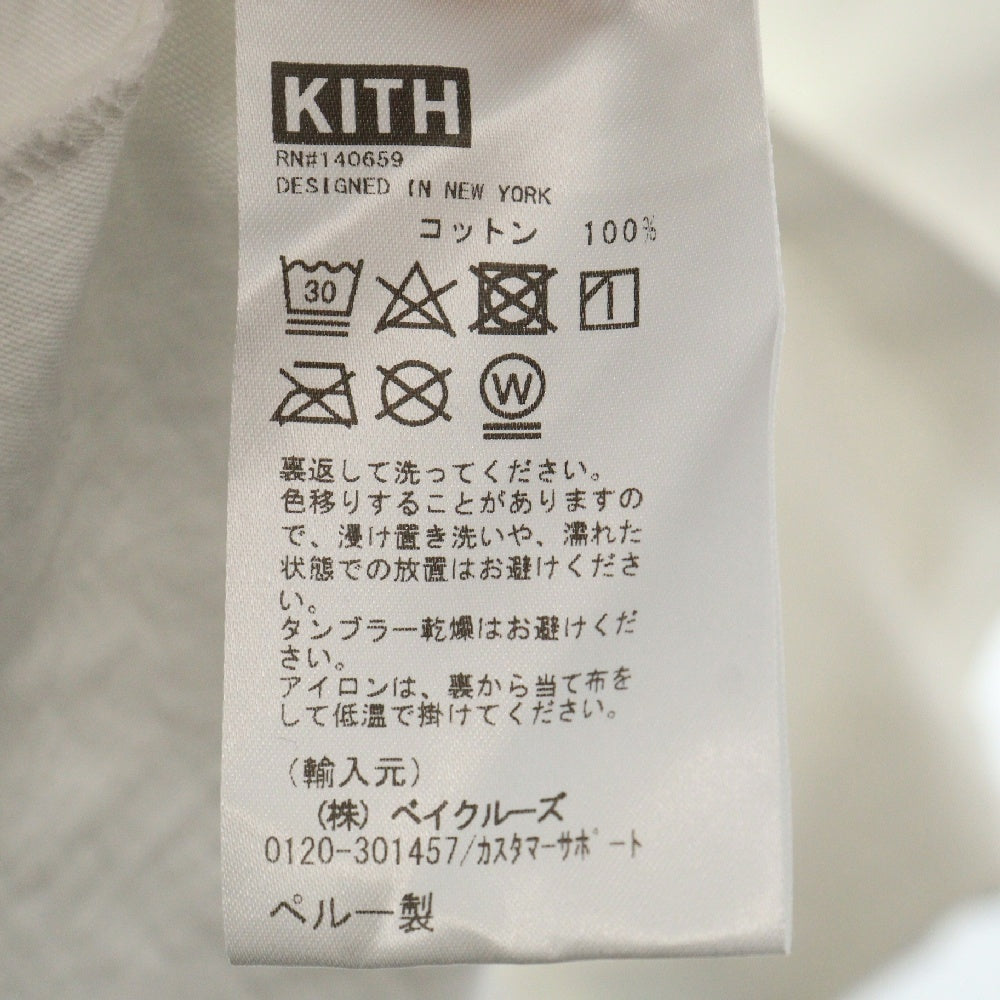 KITH
RN#140659
DESIGNED IN NEW YORK
コットン 100%
30
W
裏返して洗ってください。
色移りすることがありますの
で、浸け置き洗いや、濡れた
状態での放置はお避けくださ
い。
タンブラー乾燥はお避けくだ
さい。
アイロンは、裏から当て布を
して低温で掛けてください。
(輸入元)
(株) ベイクルーズ
0120-301457/カスタマーサポート
ペルー製